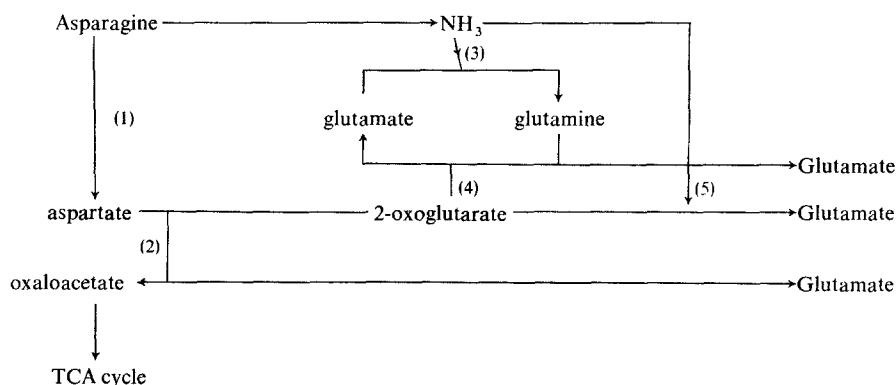 Asparagine NH3
(3)
(1) glutamate glutamine
Glutamate
(4) (5)
aspartate 2-oxoglutarate Glutamate
(2)
oxaloacetate Glutamate
TCA cycle